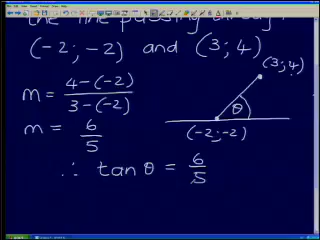 the line passing through
(-2; -2) and (3; 4)
m = 4-(-2) / 3-(-2)
(3; 4)
m = 6/5
θ
(-2;-2)
∴ tan θ = 6/5